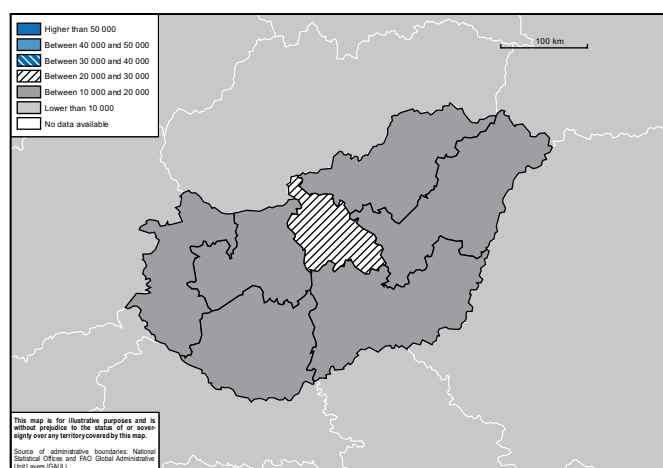 Higher than 50 000
Between 40 000 and 50 000
Between 30 000 and 40 000
Between 20 000 and 30 000
Between 10 000 and 20 000
Lower than 10 000
No data available
100 km
This map is for illustrative purposes and is
without prejudice to the status of or sover-
eignty over any territory covered by this map.
Source of administrative boundaries: National
Statistical Offices and FAO Global Administrative
Unit Layers (GAUL).